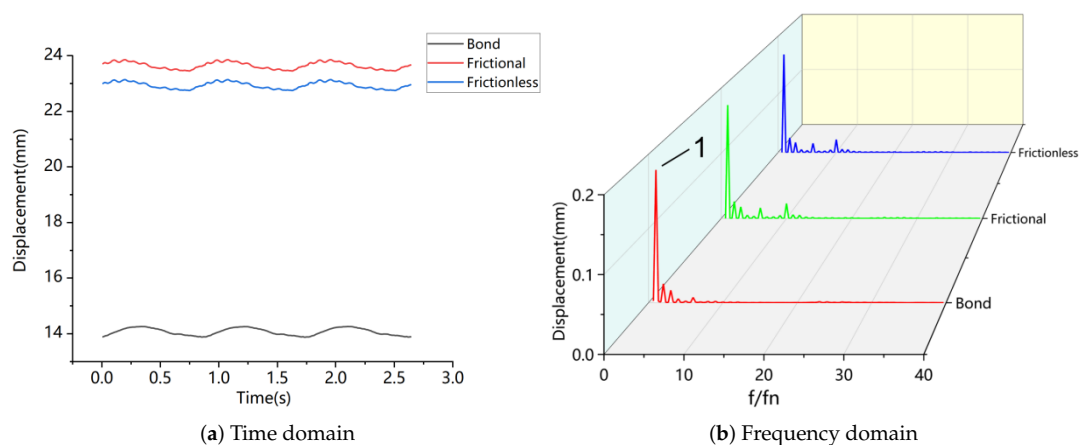 24
22
20
18
16
14
Displacement(mm)
0.0 0.5 1.0 1.5 2.0 2.5 3.0
Time(s)
Bond
Frictional
Frictionless
(a) Time domain
1
0.2
0.1
0.0
Displacement(mm)
0 10 20 30 40
f/fn
Frictionless
Frictional
Bond
(b) Frequency domain